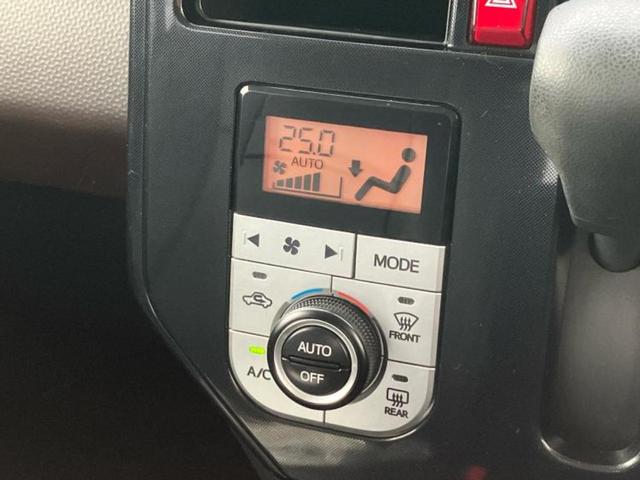 25.0
AUTO
MODE
FRONT
AUTO
A/C
OFF
REAR